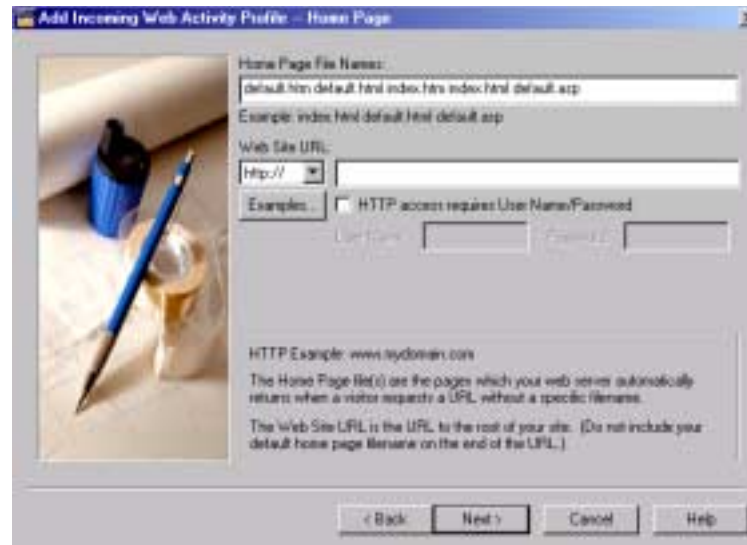 Add Incoming Web Activity Profile -- Home Page
Home Page File Names:
default.htm default.html index.htm index.html default.asp
Example: index.html default.html default.asp
Web Site URL:
http://
Examples... HTTP access requires User Name/Password
User Name: Password:
HTTP Example: www.mydomain.com
The Home Page file(s) are the pages which your web server automatically
returns when a visitor requests a URL without a specific filename.
The Web Site URL is the URL to the root of your site. (Do not include your
default home page filename on the end of the URL.)
< Back Next > Cancel Help